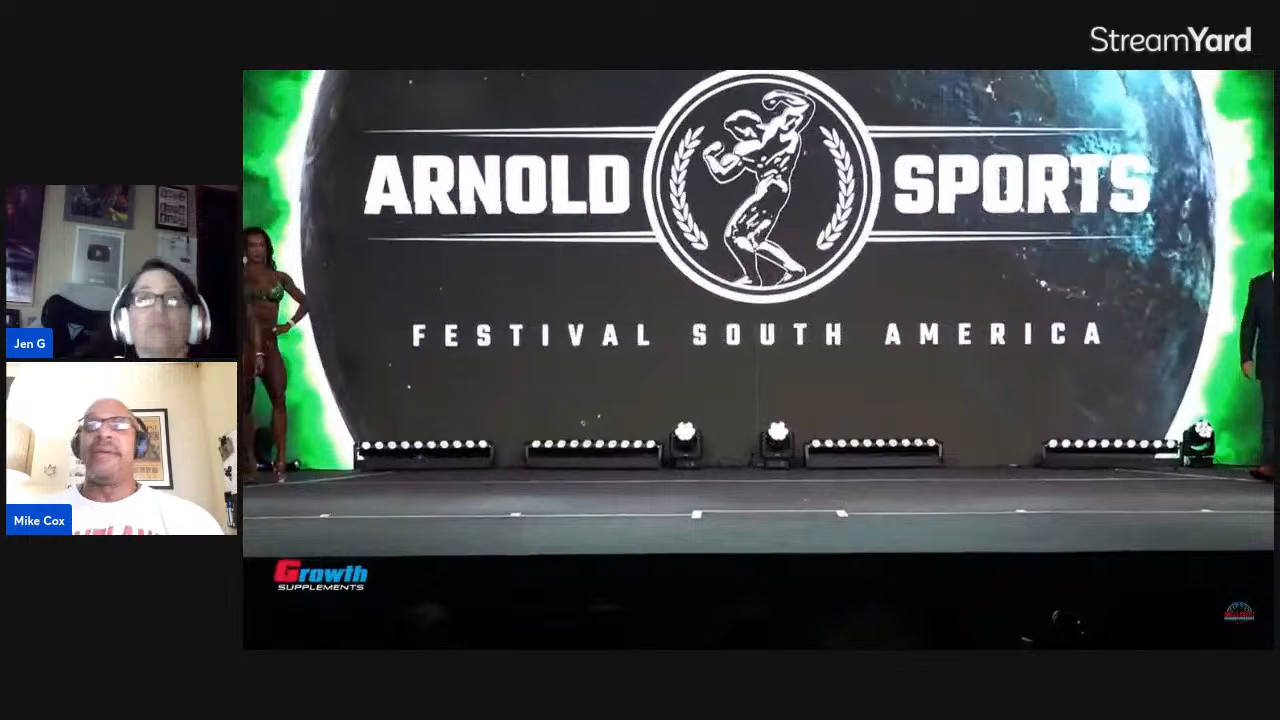 StreamYard
ARNOLD SPORTS
FESTIVAL SOUTH AMERICA
Jen G
Mike Cox
Growth
SUPPLEMENTS